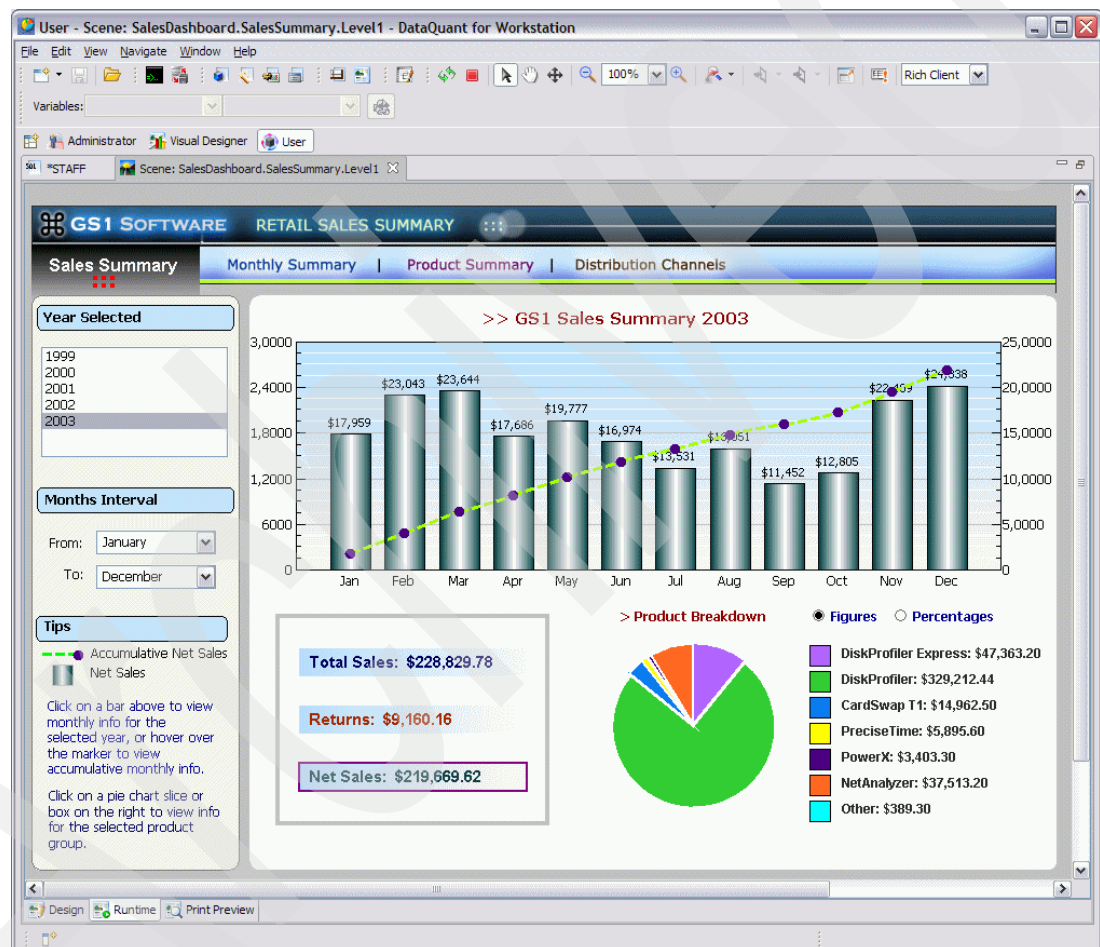 User - Scene: SalesDashboard.SalesSummary.Level1 - DataQuant for Workstation
File Edit View Navigate Window Help
100% Rich Client
Variables:
Administrator Visual Designer User
SQL *STAFF Scene: SalesDashboard.SalesSummary.Level1
GS1 SOFTWARE RETAIL SALES SUMMARY
Sales Summary Monthly Summary | Product Summary | Distribution Channels
Year Selected
1999
2000
2001
2002
2003
Months Interval
From: January
To: December
Tips
Accumulative Net Sales
Net Sales
Click on a bar above to view
monthly info for the
selected year, or hover over
the marker to view
accumulative monthly info.
Click on a pie chart slice or
box on the right to view info
for the selected product
group.
>> GS1 Sales Summary 2003
3,0000
2,4000
1,8000
1,2000
6000
0
$17,959 $23,043 $23,644 $17,686 $19,777 $16,974 $13,531 $11,452 $12,805
25,0000
20,0000
15,0000
10,0000
5,0000
0
Jan Feb Mar Apr May Jun Jul Aug Sep Oct Nov Dec
Total Sales: $228,829.78
Returns: $9,160.16
Net Sales: $219,669.62
> Product Breakdown Figures Percentages
DiskProfiler Express: $47,363.20
DiskProfiler: $329,212.44
CardSwap T1: $14,962.50
PreciseTime: $5,895.60
PowerX: $3,403.30
NetAnalyzer: $37,513.20
Other: $389.30
Design Runtime Print Preview